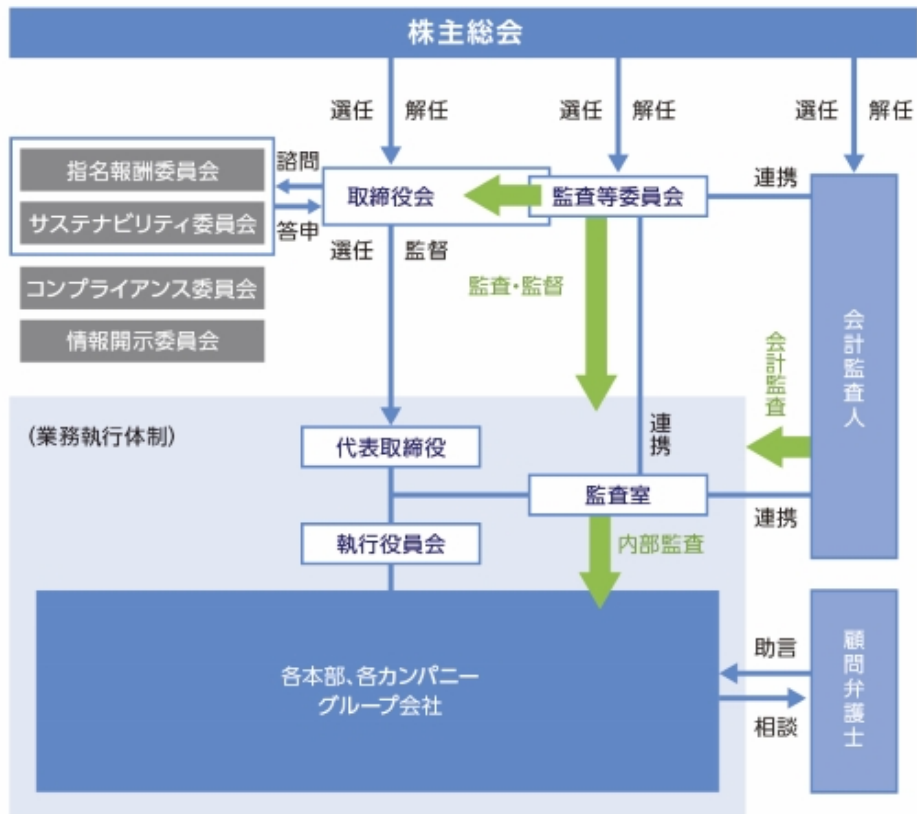 株主総会
選任 解任
選任 解任
選任 解任
指名報酬委員会
サステナビリティ委員会
コンプライアンス委員会
情報開示委員会
諮問
答申
取締役会
監査等委員会
連携
選任 監督
監査・監督
会計監査人
会計監査
(業務執行体制)
代表取締役
連携
監査室
連携
執行役員会
内部監査
各本部、各カンパニー
グループ会社
助言
相談
顧問弁護士